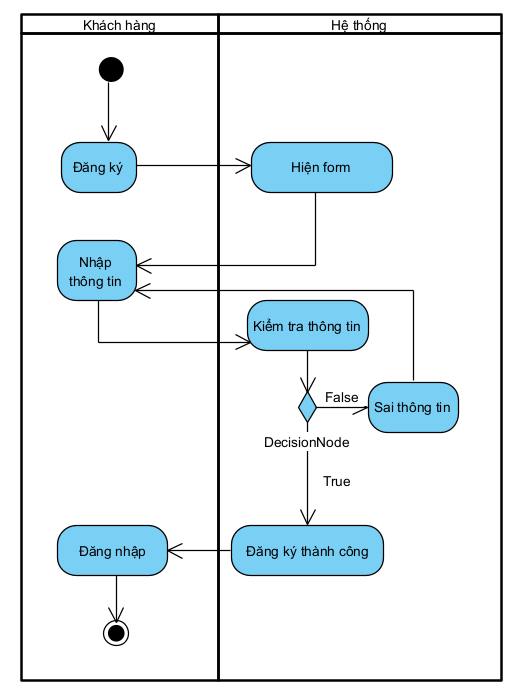 Khách hàng
Hệ thống
Đăng ký
Hiện form
Nhập
thông tin
Kiểm tra thông tin
False
Sai thông tin
DecisionNode
True
Đăng nhập
Đăng ký thành công